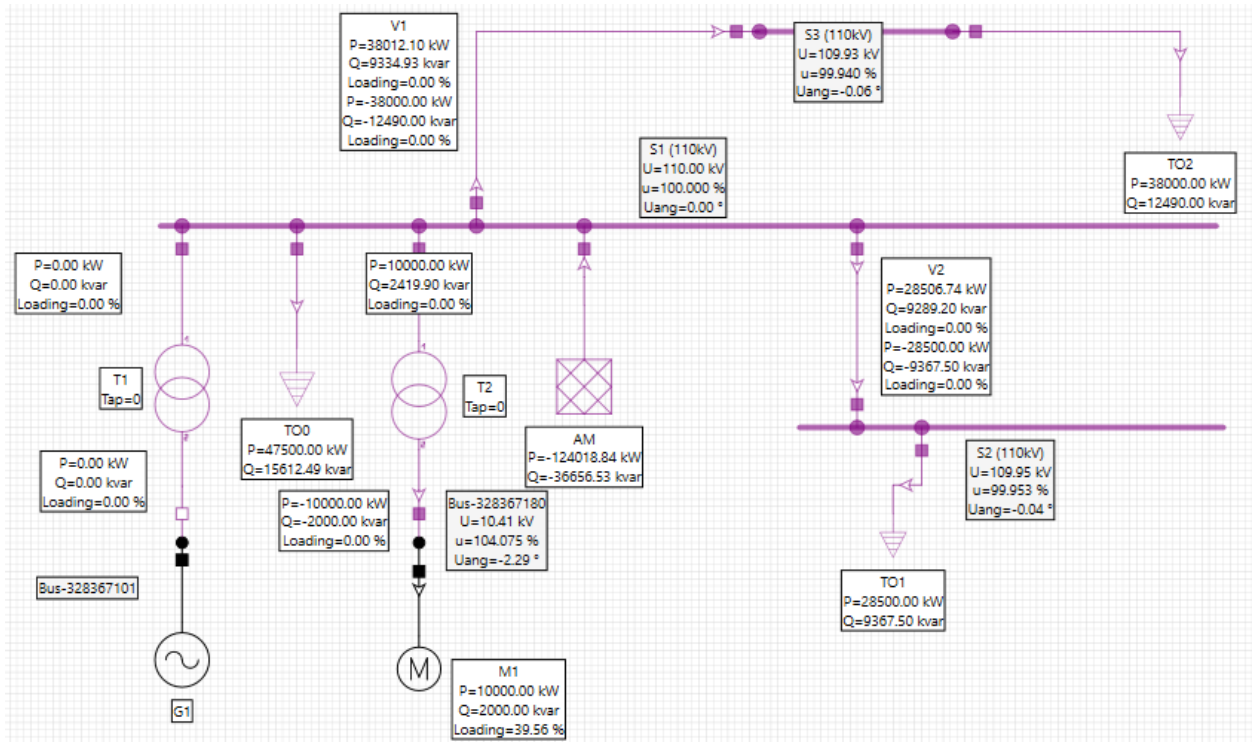 V1
P=38012.10 kW
Q=9334.93 kvar
Loading=0.00 %
P=-38000.00 kW
Q=-12490.00 kvar
Loading=0.00 %
S3 (110kV)
U=109.93 kV
u=99.940 %
Uang=-0.06 °
S1 (110kV)
U=110.00 kV
u=100.000 %
Uang=0.00 °
TO2
P=38000.00 kW
Q=12490.00 kvar
P=0.00 kW
Q=0.00 kvar
Loading=0.00 %
P=10000.00 kW
Q=2419.90 kvar
Loading=0.00 %
V2
P=28506.74 kW
Q=9289.20 kvar
Loading=0.00 %
P=-28500.00 kW
Q=-9367.50 kvar
Loading=0.00 %
T1
Tap=0
T2
Tap=0
TO0
P=47500.00 kW
Q=15612.49 kvar
AM
P=-124018.84 kW
Q=-36656.53 kvar
P=0.00 kW
Q=0.00 kvar
Loading=0.00 %
S2 (110kV)
U=109.95 kV
u=99.953 %
Uang=-0.04 °
P=-10000.00 kW
Q=-2000.00 kvar
Loading=0.00 %
Bus-328367180
U=10.41 kV
u=104.075 %
Uang=-2.29 °
Bus-328367101
TO1
P=28500.00 kW
Q=9367.50 kvar
M
M1
P=10000.00 kW
Q=2000.00 kvar
Loading=39.56 %
G1